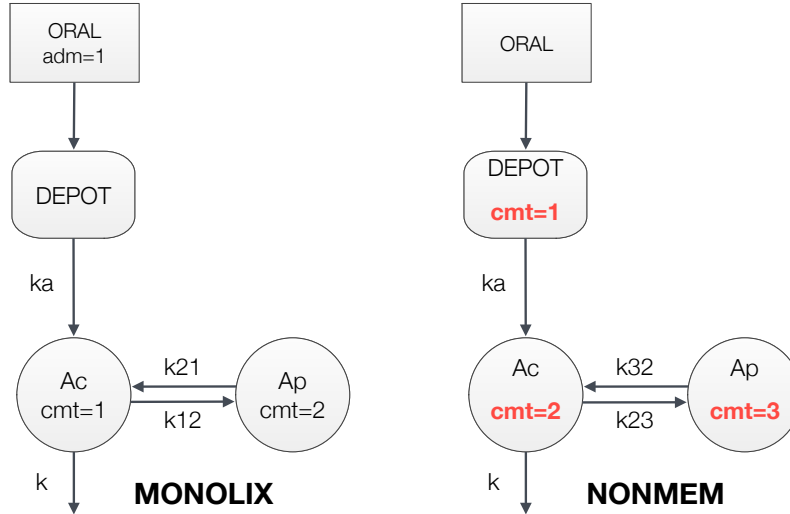 ORAL
adm=1
DEPOT
ka
Ac
cmt=1
k21
k12
Ap
cmt=2
k
MONOLIX
ORAL
DEPOT
cmt=1
ka
Ac
cmt=2
k32
k23
Ap
cmt=3
k
NONMEM